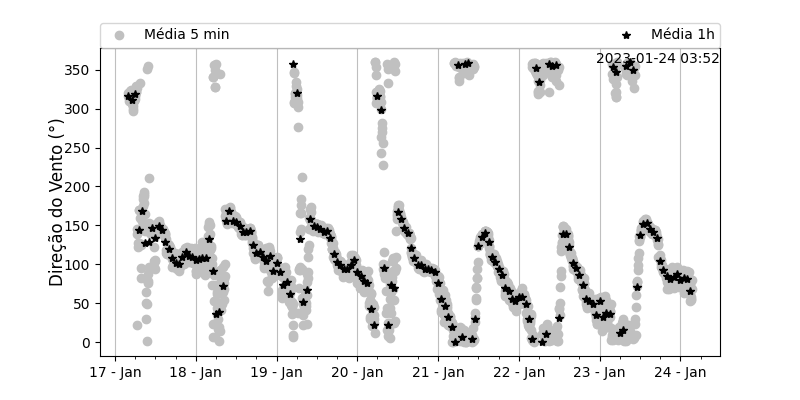 Média 5 min
Média 1h
2023-01-24 03:52
Direção do Vento (°)
350
300
250
200
150
100
50
0
17 - Jan
18 - Jan
19 - Jan
20 - Jan
21 - Jan
22 - Jan
23 - Jan
24 - Jan